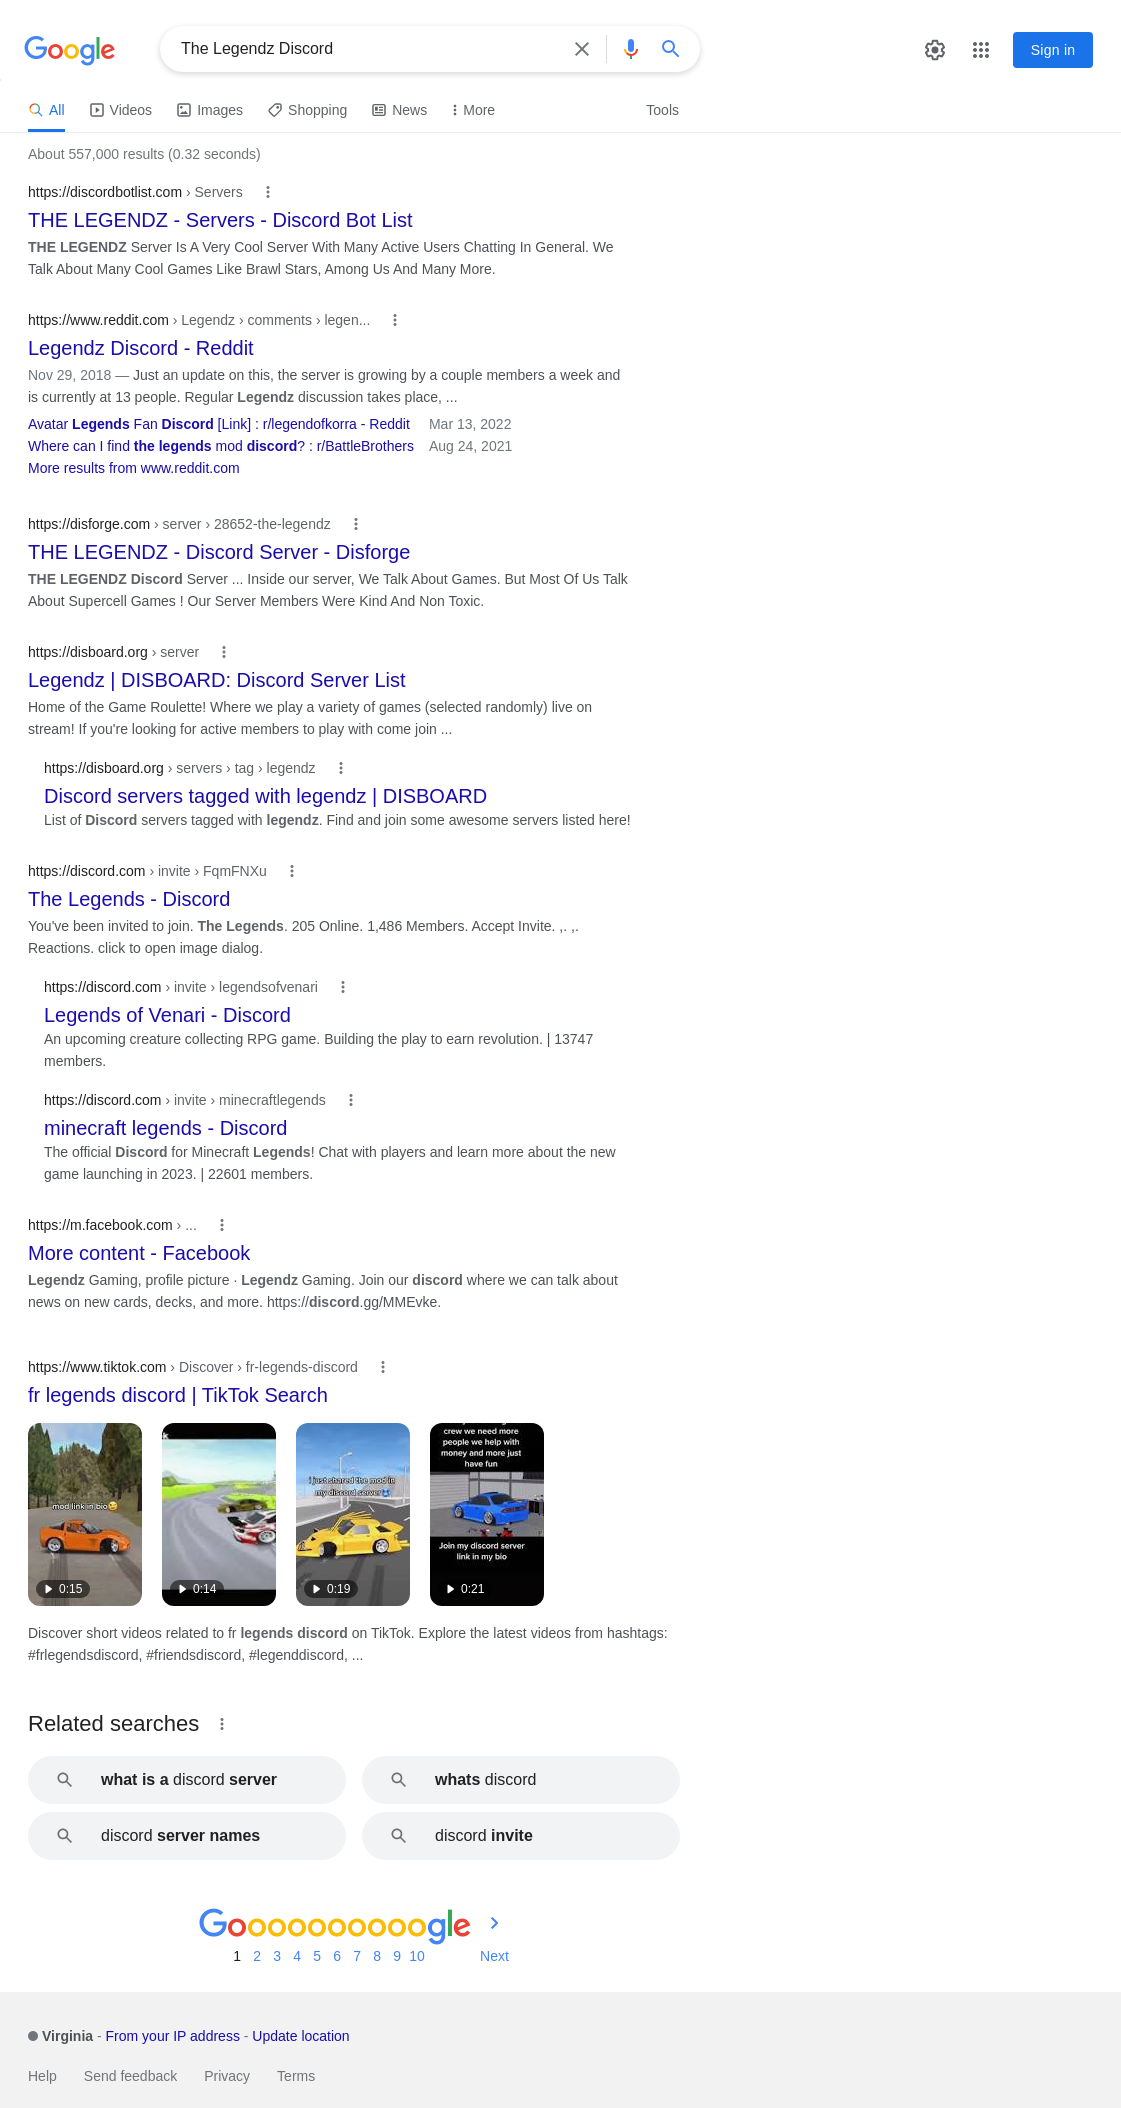 Google
The Legendz Discord
Sign in
All
Videos
Images
Shopping
News
More
Tools
About 557,000 results (0.32 seconds)
https://discordbotlist.com › Servers
THE LEGENDZ - Servers - Discord Bot List
THE LEGENDZ Server Is A Very Cool Server With Many Active Users Chatting In General. We
Talk About Many Cool Games Like Brawl Stars, Among Us And Many More.
https://www.reddit.com › Legendz › comments › legen...
Legendz Discord - Reddit
Nov 29, 2018 — Just an update on this, the server is growing by a couple members a week and
is currently at 13 people. Regular Legendz discussion takes place, ...
Avatar Legends Fan Discord [Link] : r/legendofkorra - Reddit Mar 13, 2022
Where can I find the legends mod discord? : r/BattleBrothers Aug 24, 2021
More results from www.reddit.com
https://disforge.com › server › 28652-the-legendz
THE LEGENDZ - Discord Server - Disforge
THE LEGENDZ Discord Server ... Inside our server, We Talk About Games. But Most Of Us Talk
About Supercell Games ! Our Server Members Were Kind And Non Toxic.
https://disboard.org › server
Legendz | DISBOARD: Discord Server List
Home of the Game Roulette! Where we play a variety of games (selected randomly) live on
stream! If you're looking for active members to play with come join ...
https://disboard.org › servers › tag › legendz
Discord servers tagged with legendz | DISBOARD
List of Discord servers tagged with legendz. Find and join some awesome servers listed here!
https://discord.com › invite › FqmFNXu
The Legends - Discord
You've been invited to join. The Legends. 205 Online. 1,486 Members. Accept Invite. ,. ,.
Reactions. click to open image dialog.
https://discord.com › invite › legendsofvenari
Legends of Venari - Discord
An upcoming creature collecting RPG game. Building the play to earn revolution. | 13747
members.
https://discord.com › invite › minecraftlegends
minecraft legends - Discord
The official Discord for Minecraft Legends! Chat with players and learn more about the new
game launching in 2023. | 22601 members.
https://m.facebook.com › ...
More content - Facebook
Legendz Gaming, profile picture · Legendz Gaming. Join our discord where we can talk about
news on new cards, decks, and more. https://discord.gg/MMEvke.
https://www.tiktok.com › Discover › fr-legends-discord
fr legends discord | TikTok Search
mod link in bio
0:15
0:14
i just shared the mod in
my discord server
0:19
crew we need more
people we help with
money and more just
have fun
Join my discord server
link in my bio
0:21
Discover short videos related to fr legends discord on TikTok. Explore the latest videos from hashtags:
#frlegendsdiscord, #friendsdiscord, #legenddiscord, ...
Related searches
what is a discord server
whats discord
discord server names
discord invite
Goooooooooogle
1 2 3 4 5 6 7 8 9 10 Next
Virginia - From your IP address - Update location
Help Send feedback Privacy Terms